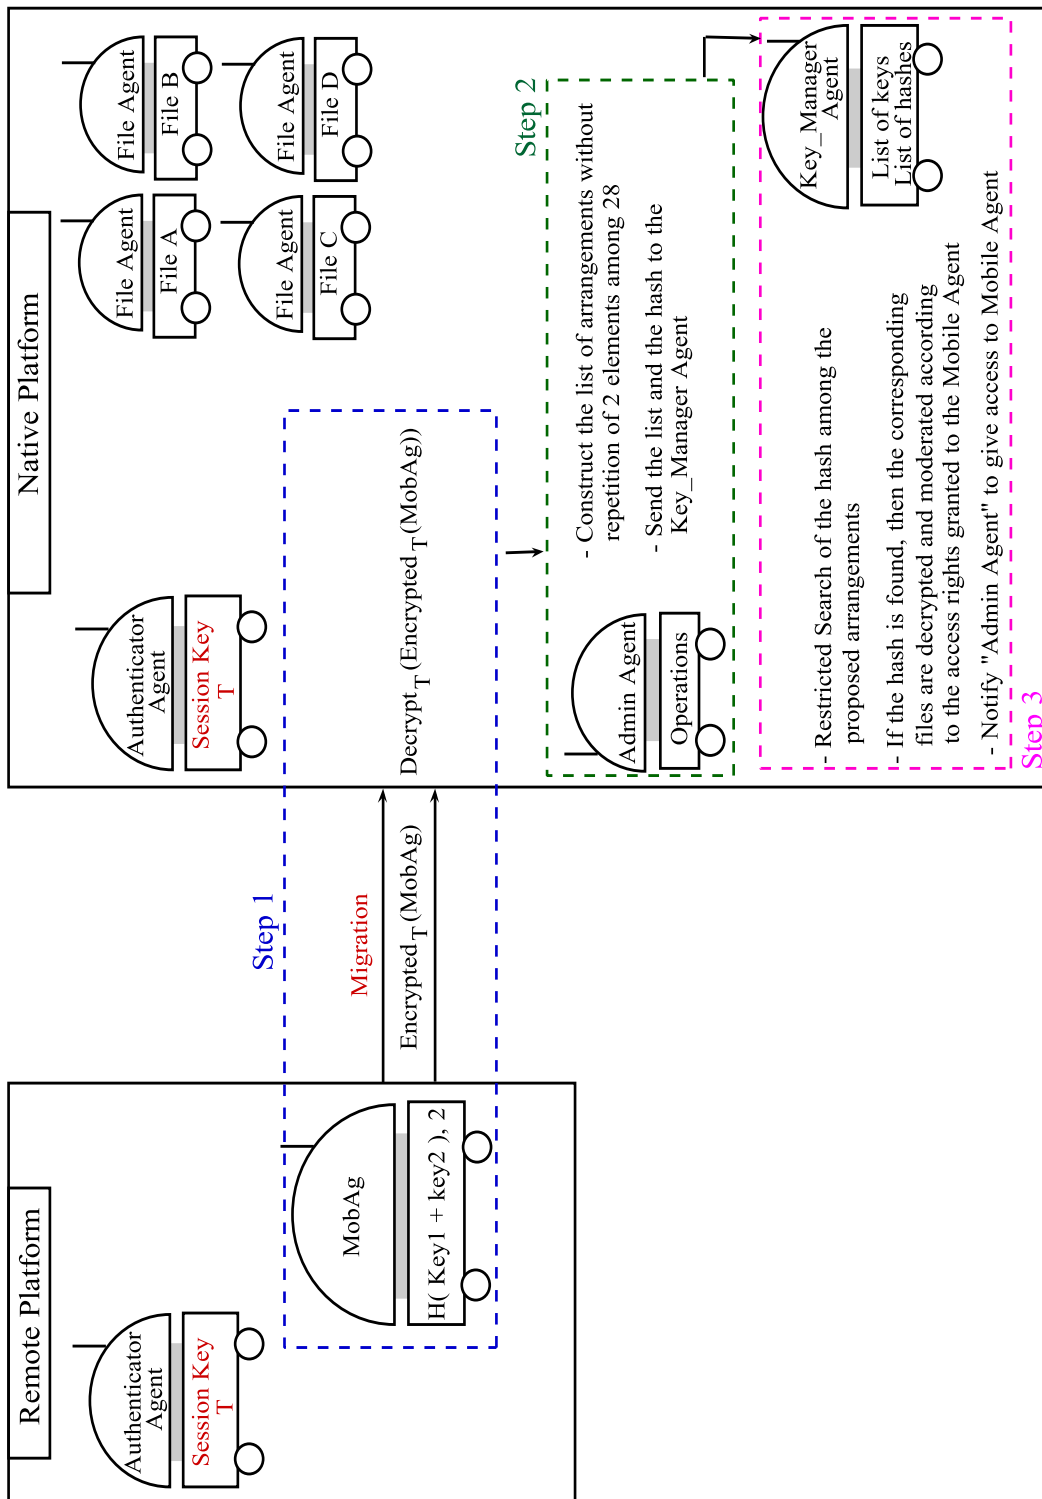 Remote Platform
Authenticator
Agent
Session Key
T
MobAg
H( Key1 + key2 ), 2
Step 1
Migration
Encrypted T (MobAg)
Native Platform
Authenticator
Agent
Session Key
T
File Agent
File A
File Agent
File B
File Agent
File C
File Agent
File D
Decrypt T (Encrypted T (MobAg))
Step 2
Admin Agent
Operations
- Construct the list of arrangements without
repetition of 2 elements among 28
- Send the list and the hash to the
Key_Manager Agent
Key_Manager
Agent
List of keys
List of hashes
- Restricted Search of the hash among the
proposed arrangements
- If the hash is found, then the corresponding
files are decrypted and moderated according
to the access rights granted to the Mobile Agent
- Notify "Admin Agent" to give access to Mobile Agent
Step 3